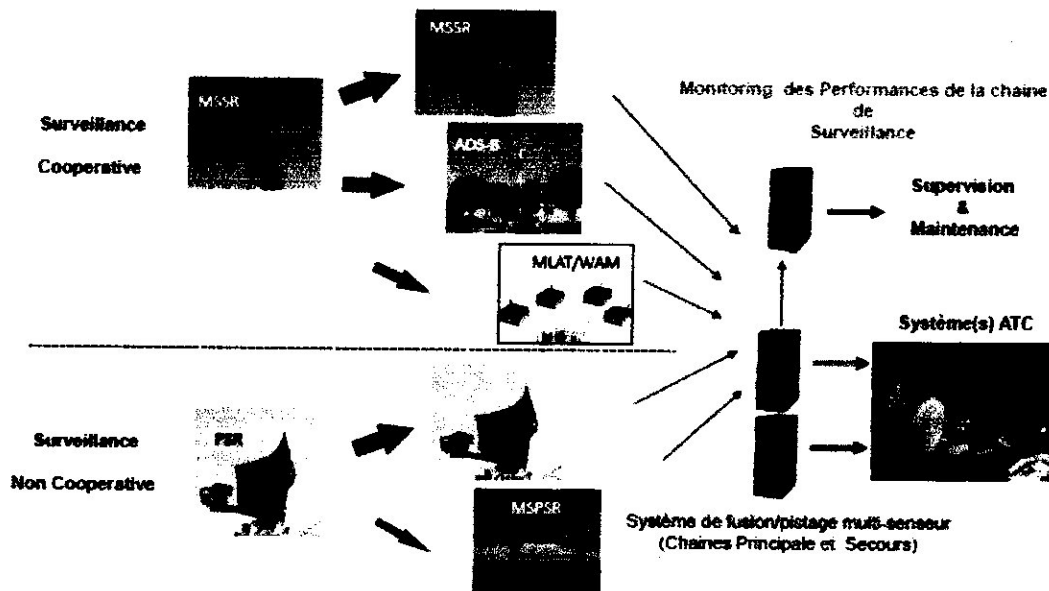 MSSR
MSSR
Surveillance
Cooperative
ADS-B
MLAT/WAM
Monitoring des Performances de la chaine
de
Surveillance
Supervision
&
Maintenance
Système(s) ATC
PSR
Surveillance
Non Cooperative
MSPSR
Système de fusion/pistage multi-senseur
(Chaines Principale et Secours)